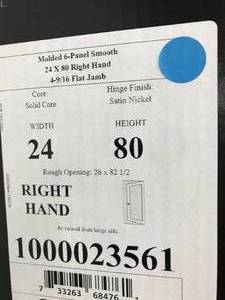 Molded 6-Panel Smooth
24 X 80 Right Hand
4-9/16 Flat Jamb
Core: Hinge Finish:
Solid Core Satin Nickel
WIDTH HEIGHT
24 80
Rough Opening: 26 x 82 1/2
RIGHT
HAND
As viewed from hinge side.
1000023561
7 33263 68476 1